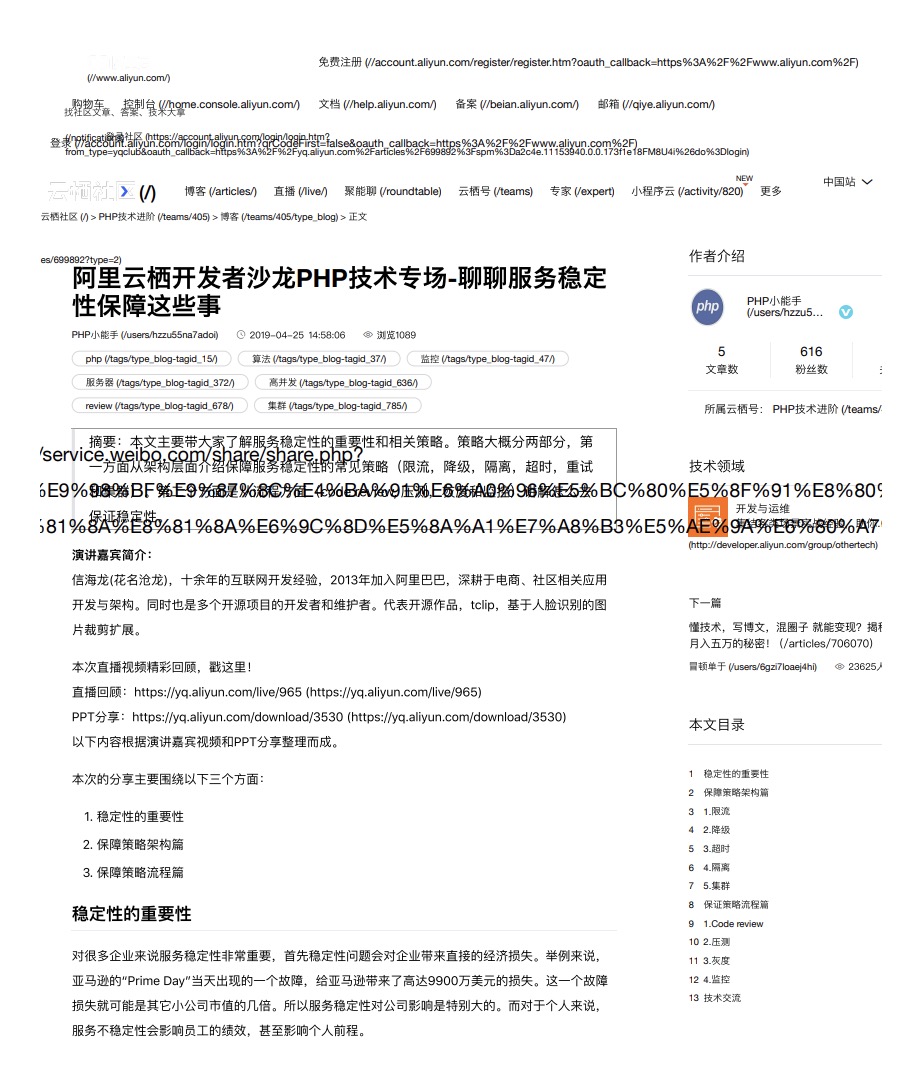 免费注册 (//account.aliyun.com/register/register.htm?oauth_callback=https%3A%2F%2Fwww.aliyun.com%2F)
(//www.aliyun.com/)
购物车 控制台 (//home.console.aliyun.com/) 文档 (//help.aliyun.com/) 备案 (//beian.aliyun.com/) 邮箱 (//qiye.aliyun.com/)
找社区文章、答案、技术大拿
(/notification) 登录社区 (https://account.aliyun.com/login/login.htm?
登录 (//account.aliyun.com/login/login.htm?qrCodeFirst=false&oauth_callback=https%3A%2F%2Fwww.aliyun.com%2F)
from_type=yqclub&oauth_callback=https%3A%2F%2Fyq.aliyun.com%2Farticles%2F699892%3Fspm%3Da2c4e.11153940.0.0.173f1e18FM8U4i%26do%3Dlogin)
云栖社区 (/) 博客 (/articles/) 直播 (/live/) 聚能聊 (/roundtable) 云栖号 (/teams) 专家 (/expert) 小程序云 (/activity/820) NEW 更多 中国站
云栖社区 (/) > PHP技术进阶 (/teams/405) > 博客 (/teams/405/type_blog) > 正文
es/699892?type=2)
阿里云栖开发者沙龙PHP技术专场-聊聊服务稳定
性保障这些事
PHP小能手 (/users/hzzu55na7adoi) 2019-04-25 14:58:06 浏览1089
php (/tags/type_blog-tagid_15/) 算法 (/tags/type_blog-tagid_37/) 监控 (/tags/type_blog-tagid_47/)
服务器 (/tags/type_blog-tagid_372/) 高并发 (/tags/type_blog-tagid_636/)
review (/tags/type_blog-tagid_678/) 集群 (/tags/type_blog-tagid_785/)
摘要：本文主要带大家了解服务稳定性的重要性和相关策略。策略大概分两部分，第
/service.weibo.com/share/share.php?
一方面从架构层面介绍保障服务稳定性的常见策略（限流，降级，隔离，超时，重试
%E9%98%BF%E9%87%8C%E4%BA%91%E6%A0%96%E5%BC%80%E5%8F%91%E8%80%
保证稳定性。
%81%8A%E8%81%8A%E6%9C%8D%E5%8A%A1%E7%A8%B3%E5%AE%9A%E6%80%A7
演讲嘉宾简介：
信海龙(花名沧龙)，十余年的互联网开发经验，2013年加入阿里巴巴，深耕于电商、社区相关应用
开发与架构。同时也是多个开源项目的开发者和维护者。代表开源作品，tclip，基于人脸识别的图
片裁剪扩展。
本次直播视频精彩回顾，戳这里！
直播回顾：https://yq.aliyun.com/live/965 (https://yq.aliyun.com/live/965)
PPT分享：https://yq.aliyun.com/download/3530 (https://yq.aliyun.com/download/3530)
以下内容根据演讲嘉宾视频和PPT分享整理而成。
本次的分享主要围绕以下三个方面：
1. 稳定性的重要性
2. 保障策略架构篇
3. 保障策略流程篇
稳定性的重要性
对很多企业来说服务稳定性非常重要，首先稳定性问题会对企业带来直接的经济损失。举例来说，
亚马逊的“Prime Day”当天出现的一个故障，给亚马逊带来了高达9900万美元的损失。这一个故障
损失就可能是其它小公司市值的几倍。所以服务稳定性对公司影响是特别大的。而对于个人来说，
服务不稳定性会影响员工的绩效，甚至影响个人前程。
作者介绍
php
PHP小能手
(/users/hzzu5...
5 616
文章数 粉丝数
所属云栖号： PHP技术进阶 (/teams/
技术领域
开发与运维
(http://developer.aliyun.com/group/othertech)
下一篇
懂技术，写博文，混圈子 就能变现？揭秘
月入五万的秘密！(/articles/706070)
冒顿单于 (/users/6gzi7loaej4hi) 23625人
本文目录
1 稳定性的重要性
2 保障策略架构篇
3 1.限流
4 2.降级
5 3.超时
6 4.隔离
7 5.集群
8 保证策略流程篇
9 1.Code review
10 2.压测
11 3.灰度
12 4.监控
13 技术交流